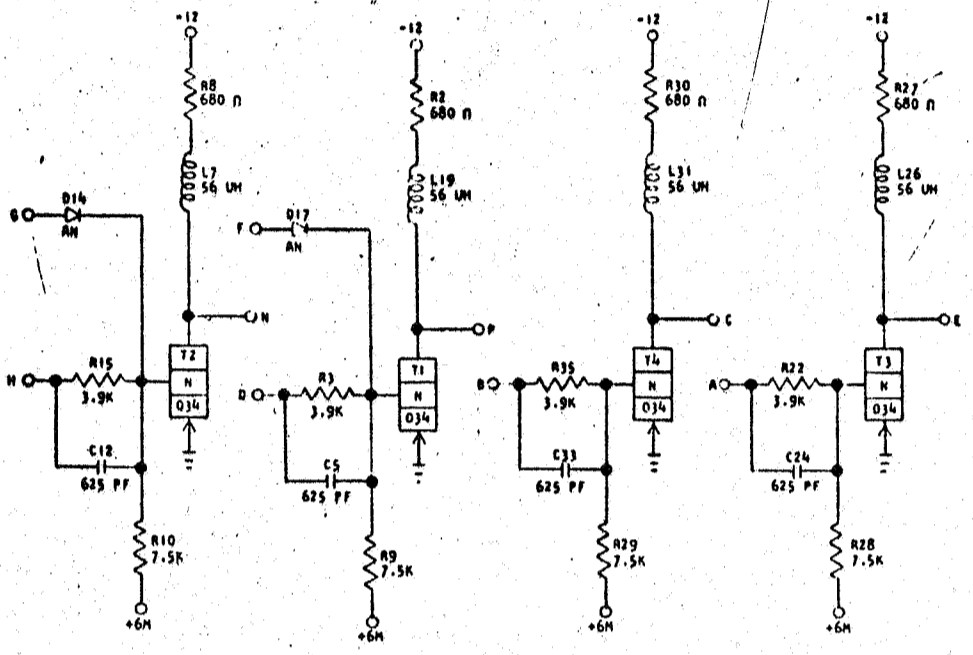 -12
R8
680 Ω
L7
56 UH
D14
G
AN
N
T2
N
034
H
R15
3.9K
C12
625 PF
R10
7.5K
+6M
-12
R2
680 Ω
L19
56 UH
D17
F
AN
P
T1
N
034
D
R3
3.9K
C5
625 PF
R9
7.5K
+6M
-12
R30
680 Ω
L31
56 UH
C
T4
N
034
B
R35
3.9K
C33
625 PF
R29
7.5K
+6M
-12
R27
680 Ω
L26
56 UH
E
T3
N
034
A
R22
3.9K
C24
625 PF
R28
7.5K
+6M